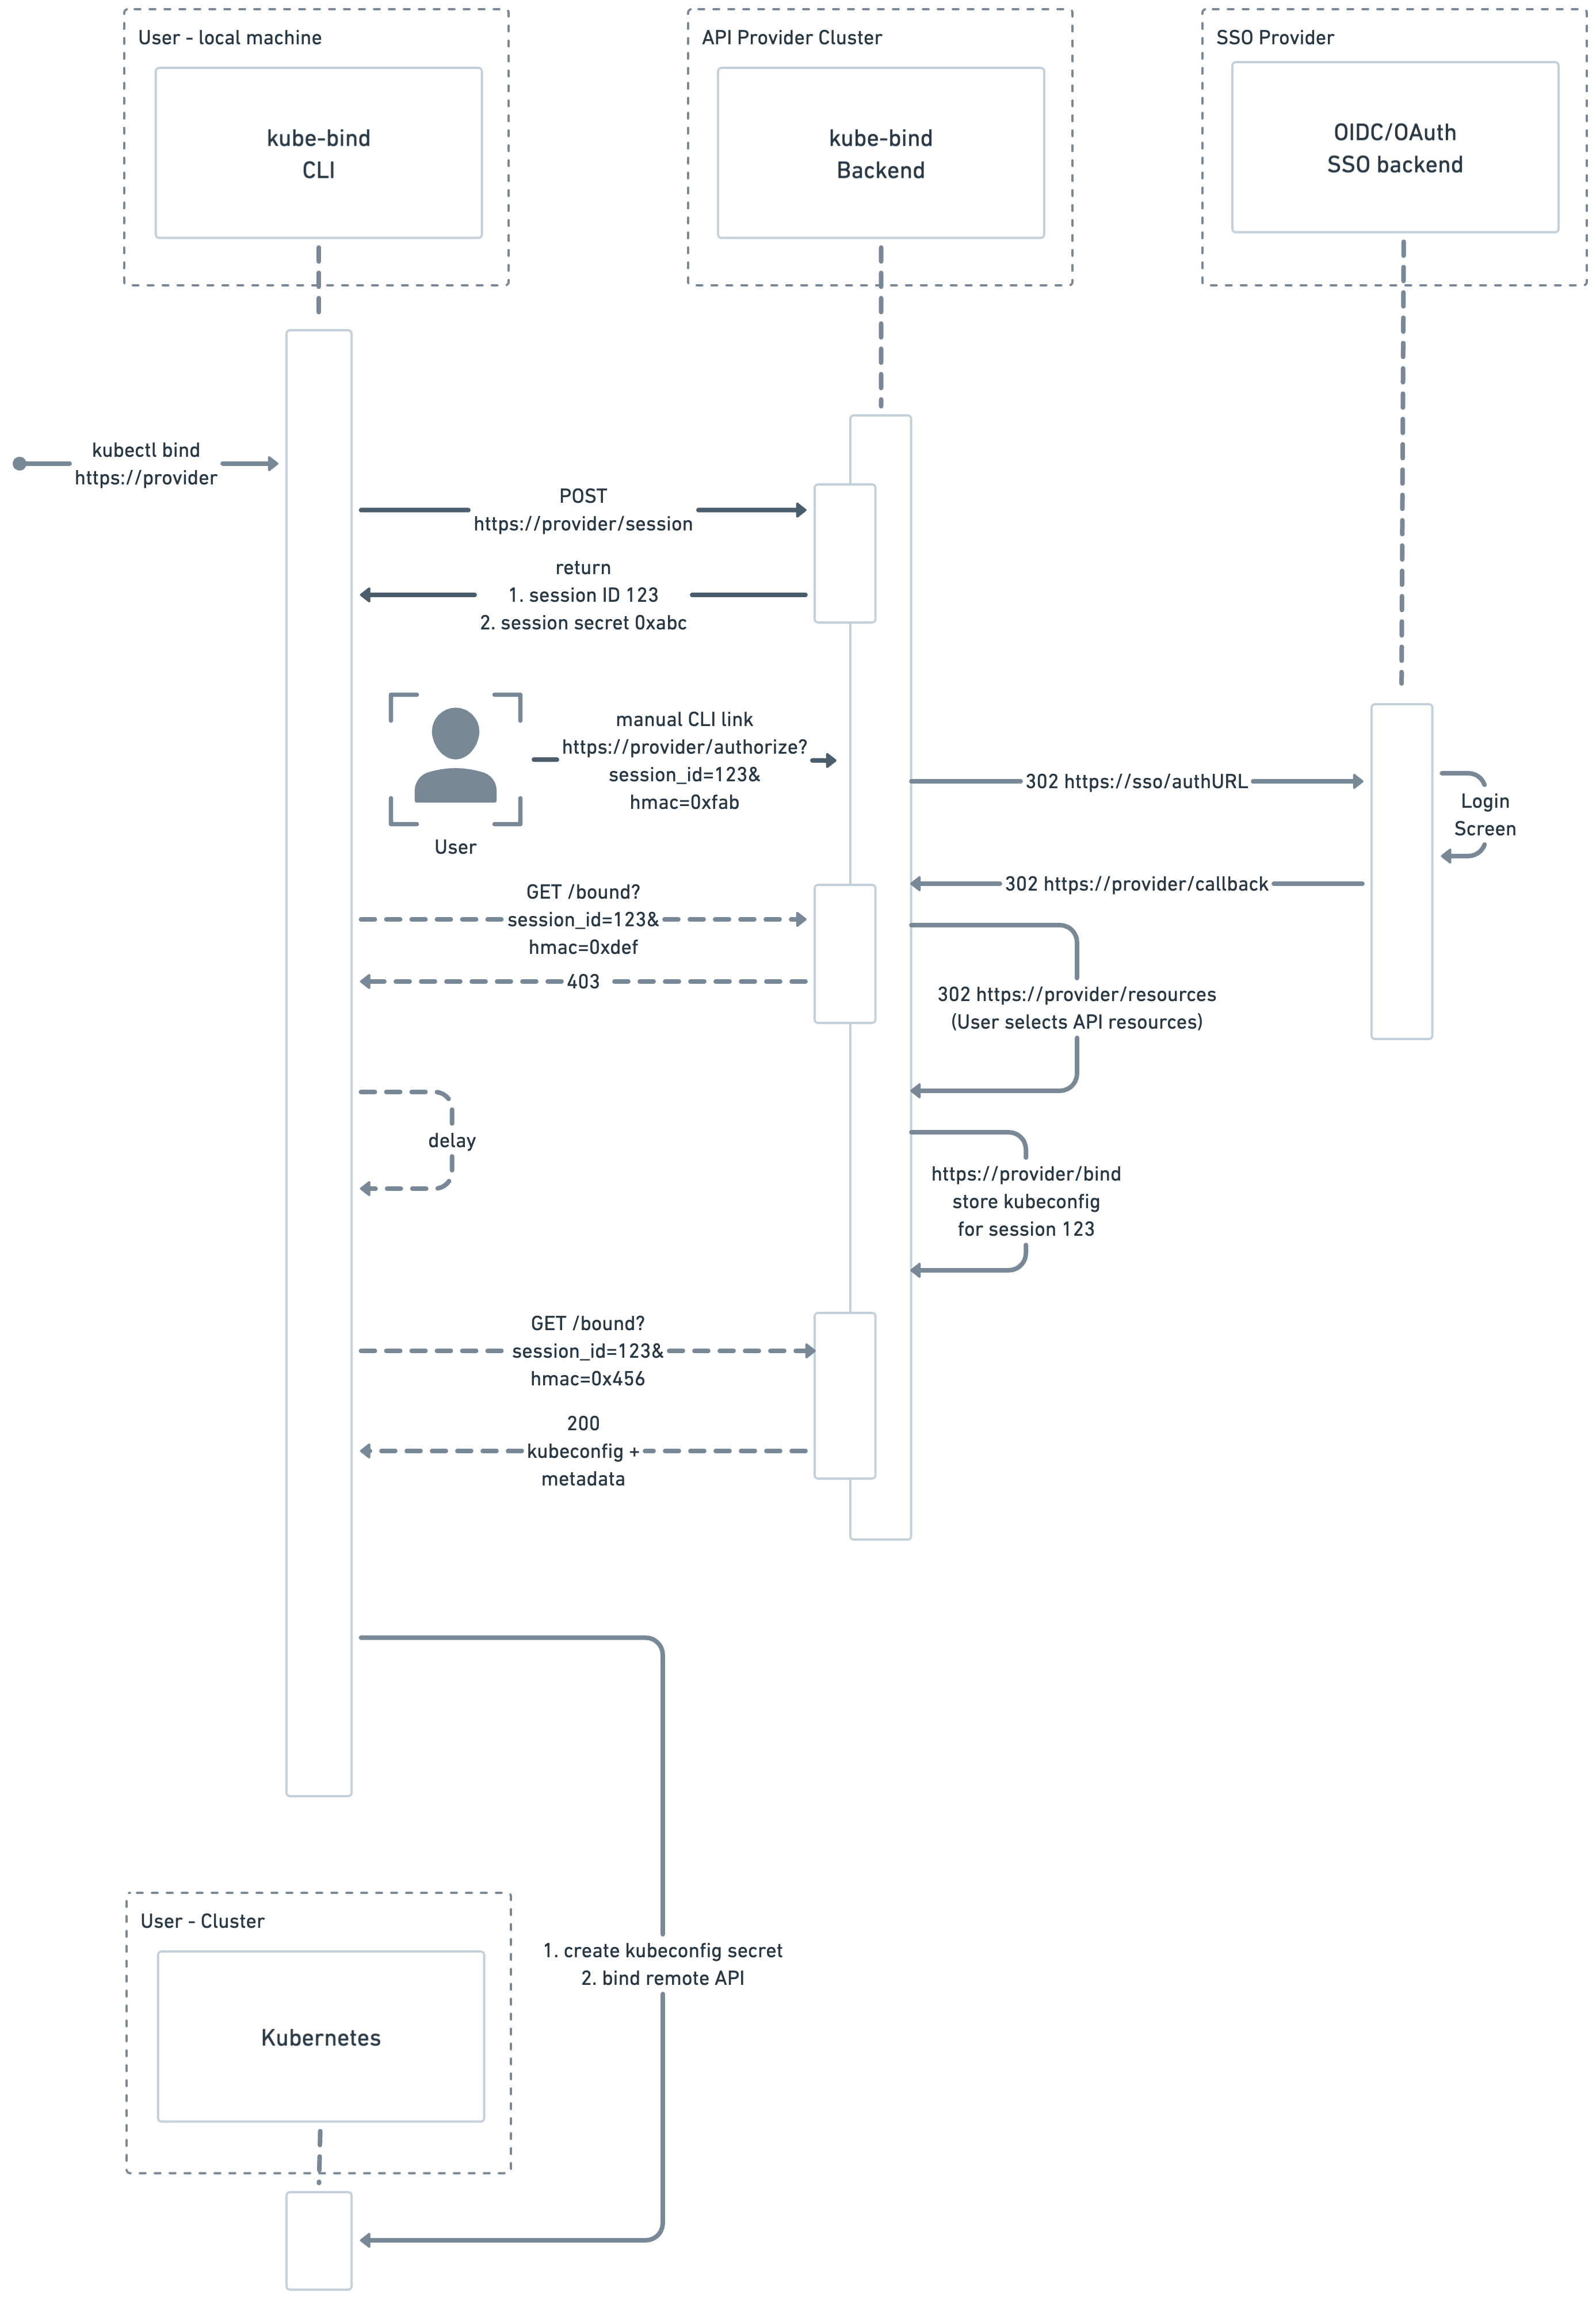 User - local machine
kube-bind
CLI
API Provider Cluster
kube-bind
Backend
SSO Provider
OIDC/OAuth
SSO backend
kubectl bind
https://provider
POST
https://provider/session
return
1. session ID 123
2. session secret 0xabc
User
manual CLI link
https://provider/authorize?
session_id=123&
hmac=0xfab
302 https://sso/authURL
Login
Screen
302 https://provider/callback
GET /bound?
session_id=123&
hmac=0xdef
403
302 https://provider/resources
(User selects API resources)
delay
https://provider/bind
store kubeconfig
for session 123
GET /bound?
session_id=123&
hmac=0x456
200
kubeconfig +
metadata
User - Cluster
Kubernetes
1. create kubeconfig secret
2. bind remote API